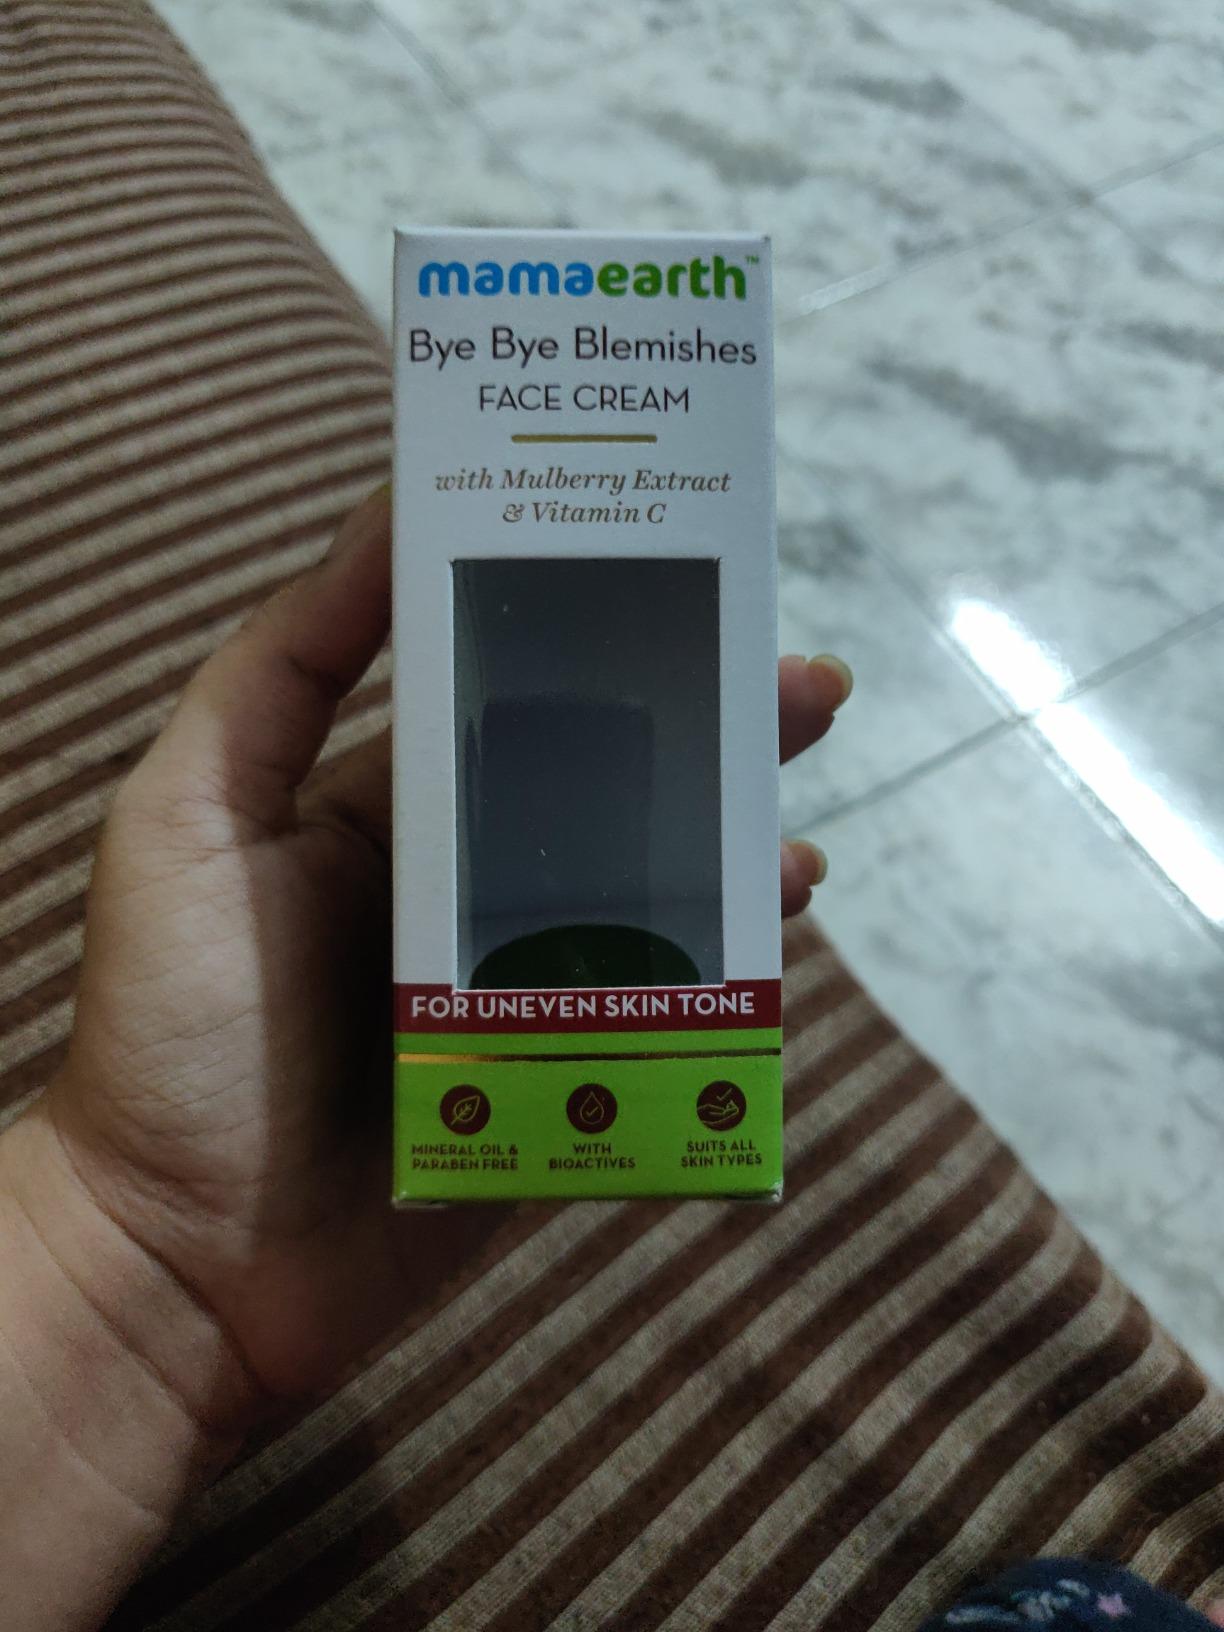 mamaearth™
Bye Bye Blemishes
FACE CREAM
with Mulberry Extract
& Vitamin C
FOR UNEVEN SKIN TONE
MINERAL OIL &
PARABEN FREE
WITH
BIOACTIVES
SUITS ALL
SKIN TYPES